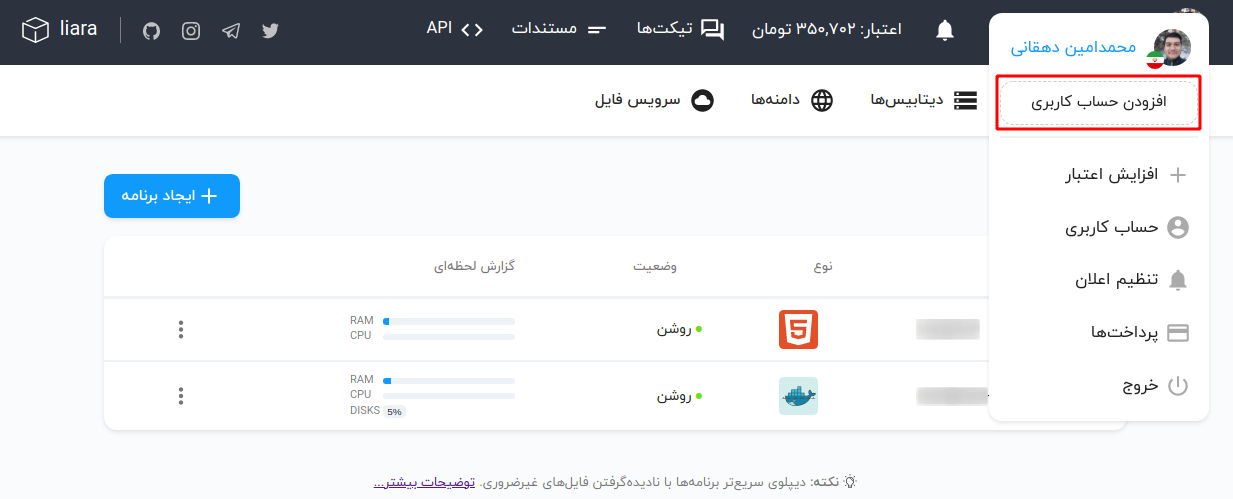 liara
API
مستندات
تیکت‌ها
اعتبار: ۳۵۰,۷۰۲ تومان
محمدامین دهقانی
افزودن حساب کاربری
افزایش اعتبار
حساب کاربری
تنظیم اعلان
پرداخت‌ها
خروج
دیتابیس‌ها
دامنه‌ها
سرویس فایل
ایجاد برنامه
نوع
وضعیت
گزارش لحظه‌ای
روشن
RAM
CPU
روشن
RAM
CPU
DISKS 5%
نکته: دیپلوی سریع‌تر برنامه‌ها با نادیده‌گرفتن فایل‌های غیرضروری. توضیحات بیشتر...